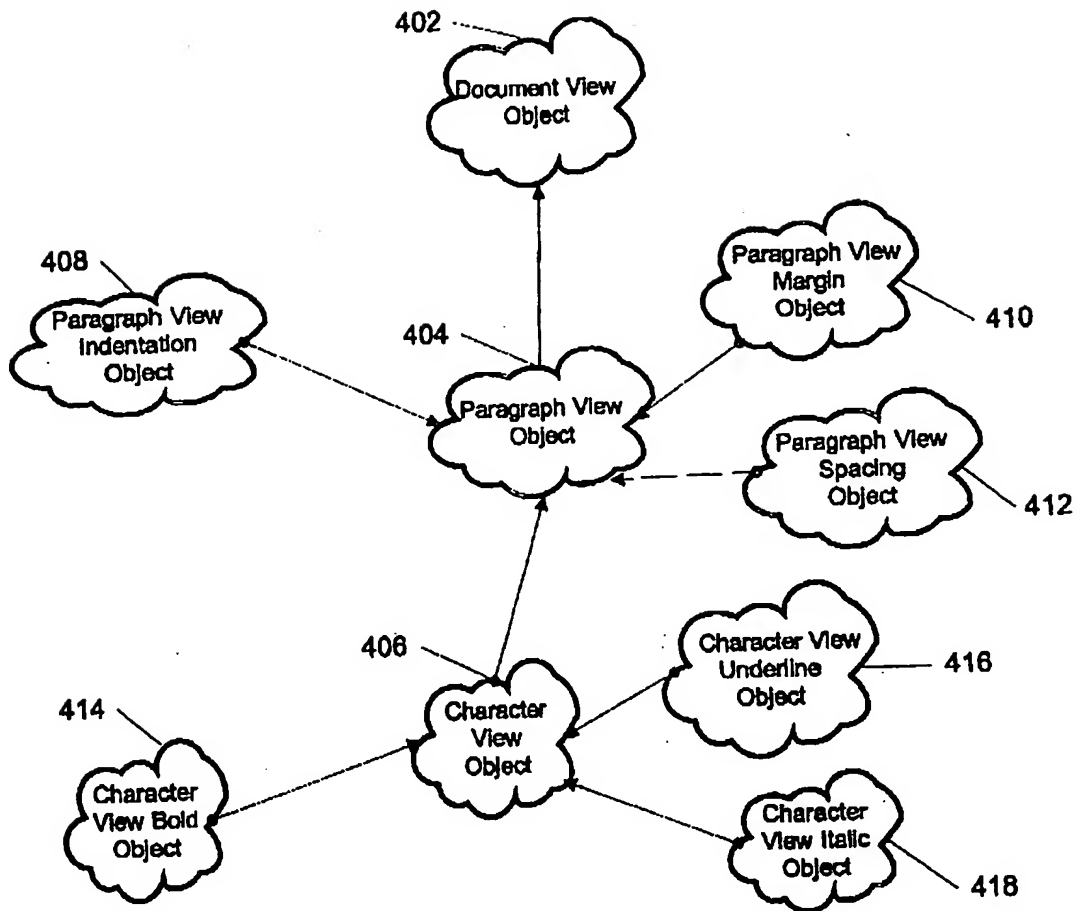 402
Document View
Object
408
Paragraph View
Indentation
Object
Paragraph View
Margin
Object
410
404
Paragraph View
Object
Paragraph View
Spacing
Object
412
406
Character
View
Object
Character View
Underline
Object
416
414
Character
View Bold
Object
Character
View Italic
Object
418